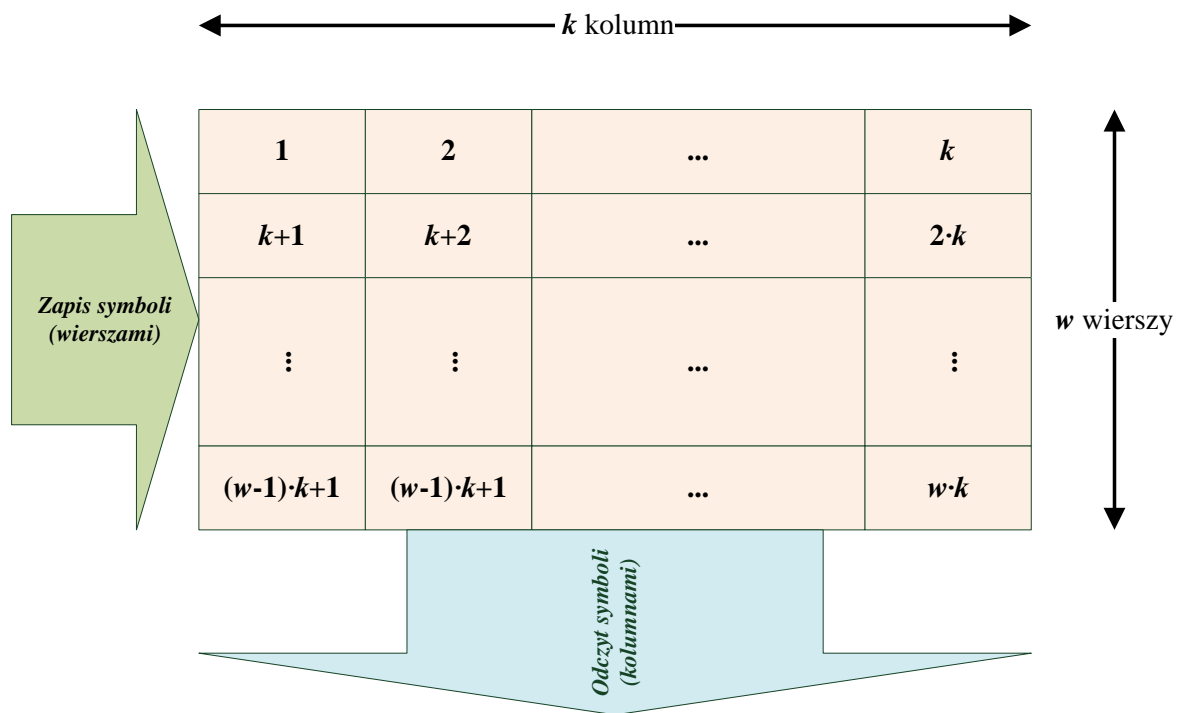 k kolumn
1 2 ... k
k+1 k+2 ... 2·k
Zapis symboli
(wierszami)
w wierszy
⋮ ⋮ ... ⋮
(w-1)·k+1 (w-1)·k+1 ... w·k
Odczyt symboli
(kolumnami)